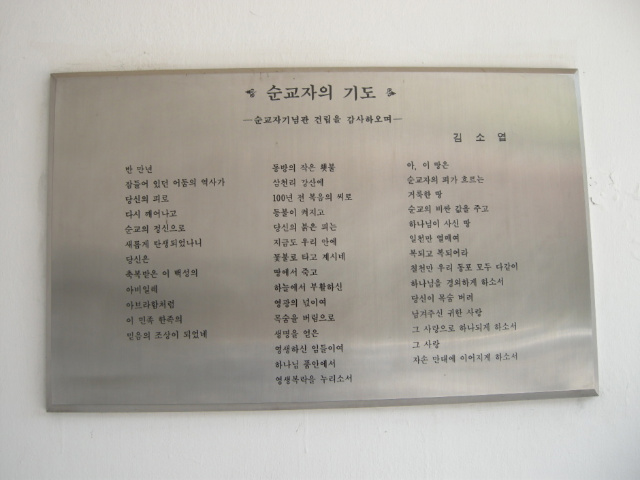 순교자의 기도
—순교자기념관 건립을 감사하오며—
김 소 엽
반 만년
잠들어 있던 어둠의 역사가
당신의 피로
다시 깨어나고
순교의 정신으로
새롭게 탄생되었나니
당신은
축복받은 이 백성의
아비일레
아브라함처럼
이 민족 한족의
믿음의 조상이 되었네
동방의 작은 횃불
삼천리 강산에
100년 전 복음의 씨로
등불이 켜지고
당신의 붉은 피는
지금도 우리 안에
꽃불로 타고 계시네
땅에서 죽고
하늘에서 부활하신
영광의 넋이여
목숨을 버림으로
생명을 얻은
영생하신 임들이여
하나님 품안에서
영생복락을 누리소서
아, 이 땅은
순교자의 피가 흐르는
거룩한 땅
순교의 비싼 값을 주고
하나님이 사신 땅
일천만 열매여
복되고 복되어라
칠천만 우리 동포 모두 다같이
하나님을 경외하게 하소서
당신이 목숨 버려
남겨주신 귀한 사랑
그 사랑으로 하나되게 하소서
그 사랑
자손 만대에 이어지게 하소서